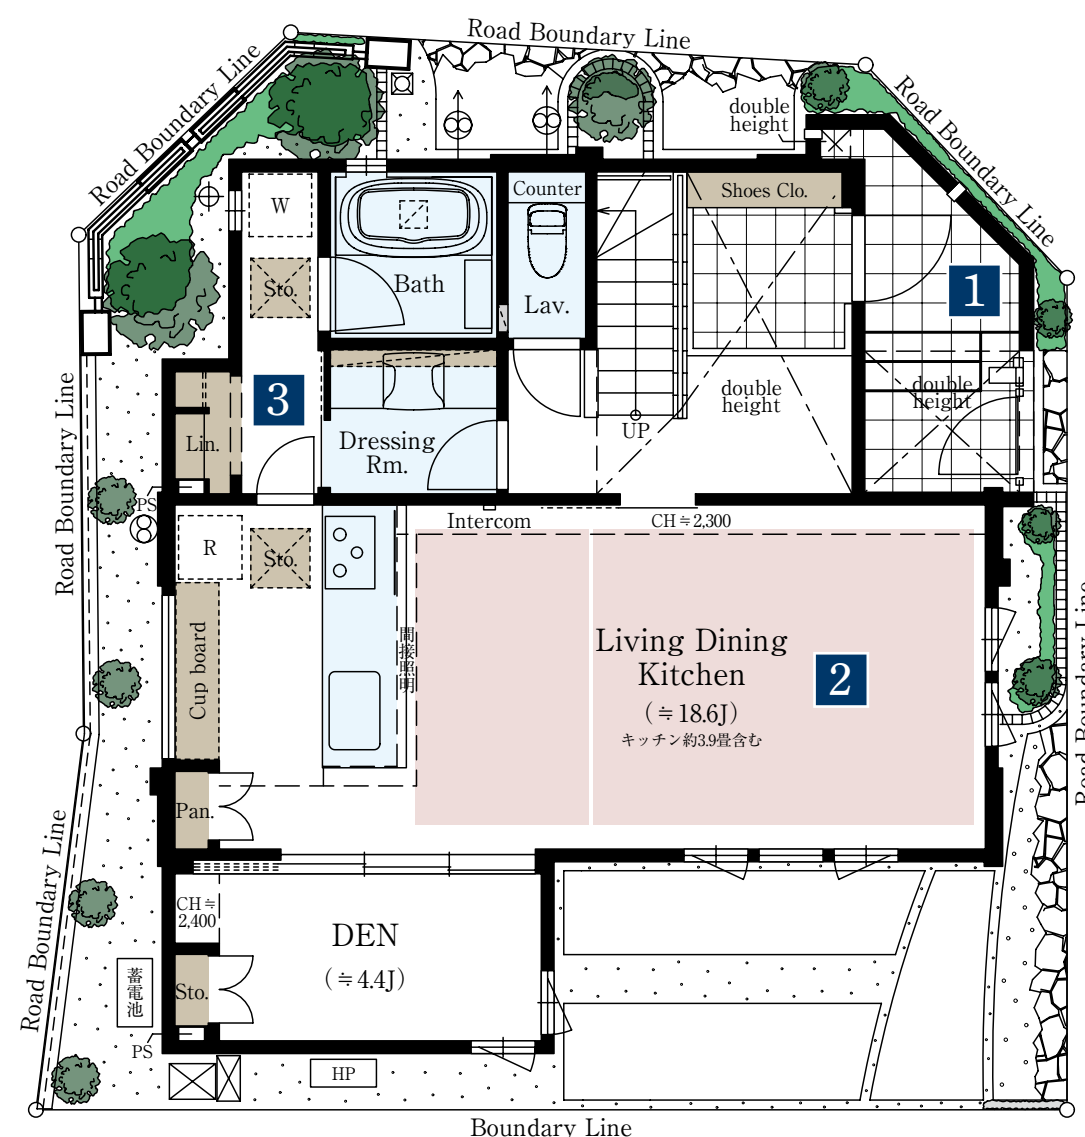 Road Boundary Line
Road Boundary Line
Road Boundary Line
double
height
W
Counter
Shoes Clo.
Sto.
Bath
Lav.
1
3
double
height
double
height
Lin.
Dressing
Rm.
UP
Road Boundary Line
PS
Intercom
CH≒2,300
R
Sto.
間接照明
Cup board
Living Dining
Kitchen
2
(≒18.6J)
キッチン約3.9畳含む
Road Boundary Line
Pan.
Road Boundary Line
CH≒
2,400
DEN
(≒4.4J)
Sto.
蓄電池
PS
HP
Boundary Line